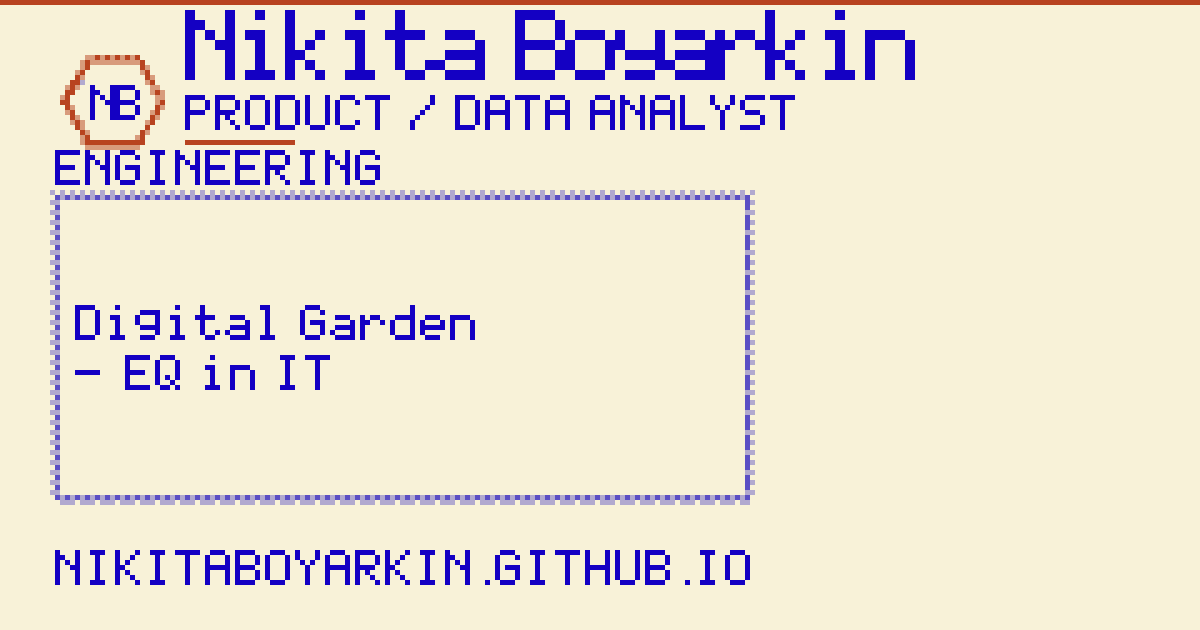 Nikita Boyarkin
NB
PRODUCT / DATA ANALYST
ENGINEERING
Digital Garden
- EQ in IT
NIKITABOYARKIN.GITHUB.IO